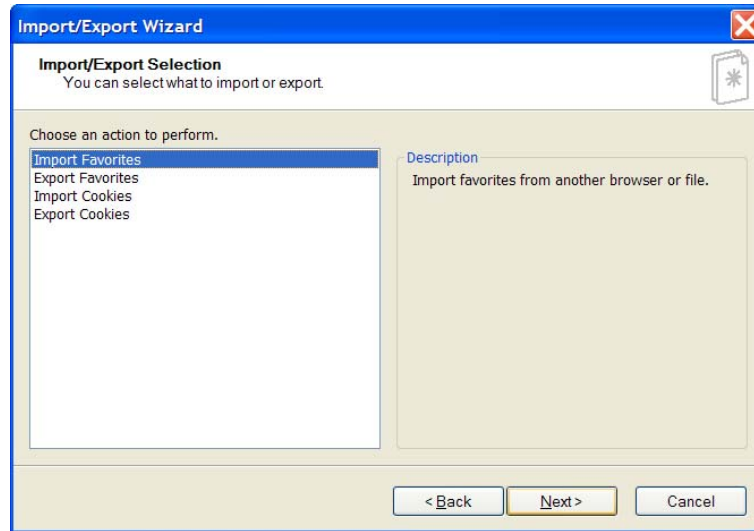 Import/Export Wizard
Import/Export Selection
You can select what to import or export.
Choose an action to perform.
Import Favorites
Export Favorites
Import Cookies
Export Cookies
Description
Import favorites from another browser or file.
< Back
Next >
Cancel